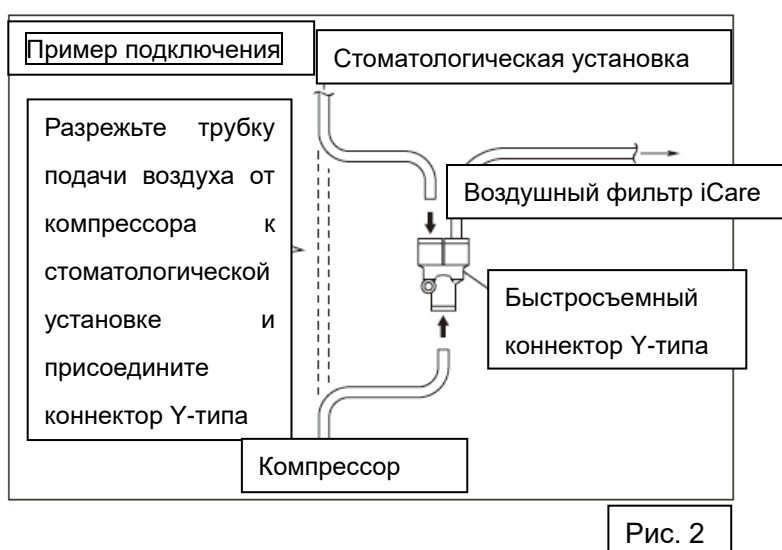 Пример подключения
Стоматологическая установка
Разрежьте трубку
подачи воздуха от
компрессора к
стоматологической
установке и
присоедините
коннектор Y-типа
Воздушный фильтр iCare
Быстросъемный
коннектор Y-типа
Компрессор
Рис. 2